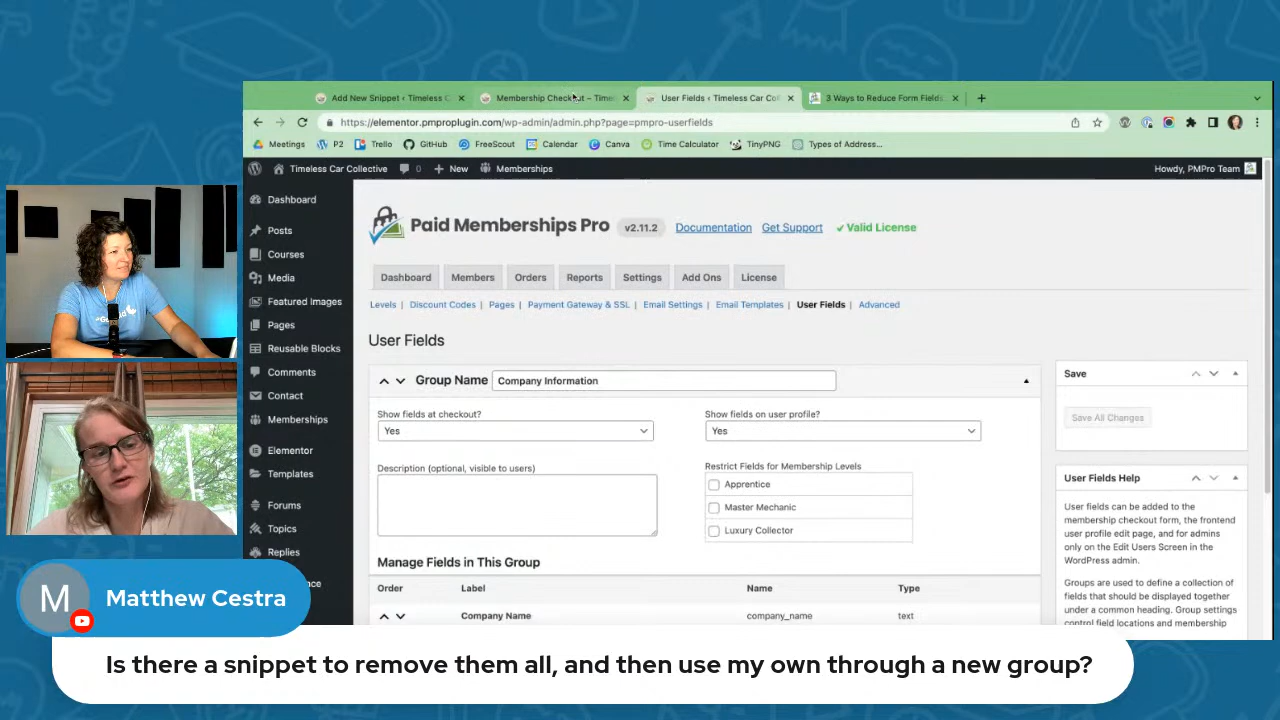 Add New Snippet ‹ Timeless C
Membership Checkout – Time
User Fields ‹ Timeless Car Col
3 Ways to Reduce Form Fields
https://elementor.pmproplugin.com/wp-admin/admin.php?page=pmpro-userfields
Meetings P2 Trello GitHub FreeScout Calendar Canva Time Calculator TinyPNG Types of Address...
Timeless Car Collective 0 New Memberships Howdy, PMPro Team
Dashboard
Posts
Courses
Media
Featured Images
Pages
Reusable Blocks
Comments
Contact
Memberships
Elementor
Templates
Forums
Topics
Replies
Paid Memberships Pro v2.11.2 Documentation Get Support Valid License
Dashboard Members Orders Reports Settings Add Ons License
Levels | Discount Codes | Pages | Payment Gateway & SSL | Email Settings | Email Templates | User Fields | Advanced
User Fields
Group Name Company Information
Show fields at checkout?
Yes
Show fields on user profile?
Yes
Description (optional, visible to users)
Restrict Fields for Membership Levels
Apprentice
Master Mechanic
Luxury Collector
Manage Fields in This Group
Order Label Name Type
Company Name company_name text
Save
Save All Changes
User Fields Help
User fields can be added to the
membership checkout form, the frontend
user profile edit page, and for admins
only on the Edit Users Screen in the
WordPress admin.
Groups are used to define a collection of
fields that should be displayed together
under a common heading. Group settings
control field locations and membership
M
Matthew Cestra
Is there a snippet to remove them all, and then use my own through a new group?